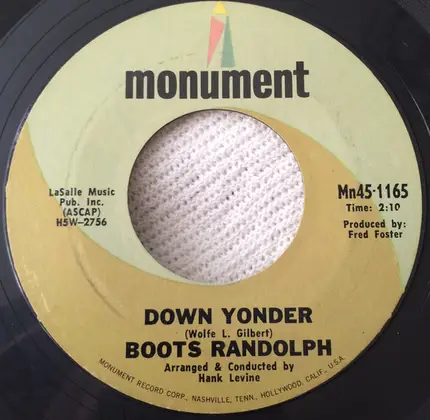 monument
LaSalle Music
Pub. Inc.
(ASCAP)
H5W-2756
Mn45-1165
Time: 2:10
Produced by:
Fred Foster
DOWN YONDER
(Wolfe L. Gilbert)
BOOTS RANDOLPH
Arranged & Conducted by
Hank Levine
MONUMENT RECORD CORP., NASHVILLE, TENN., HOLLYWOOD, CALIF., U.S.A.